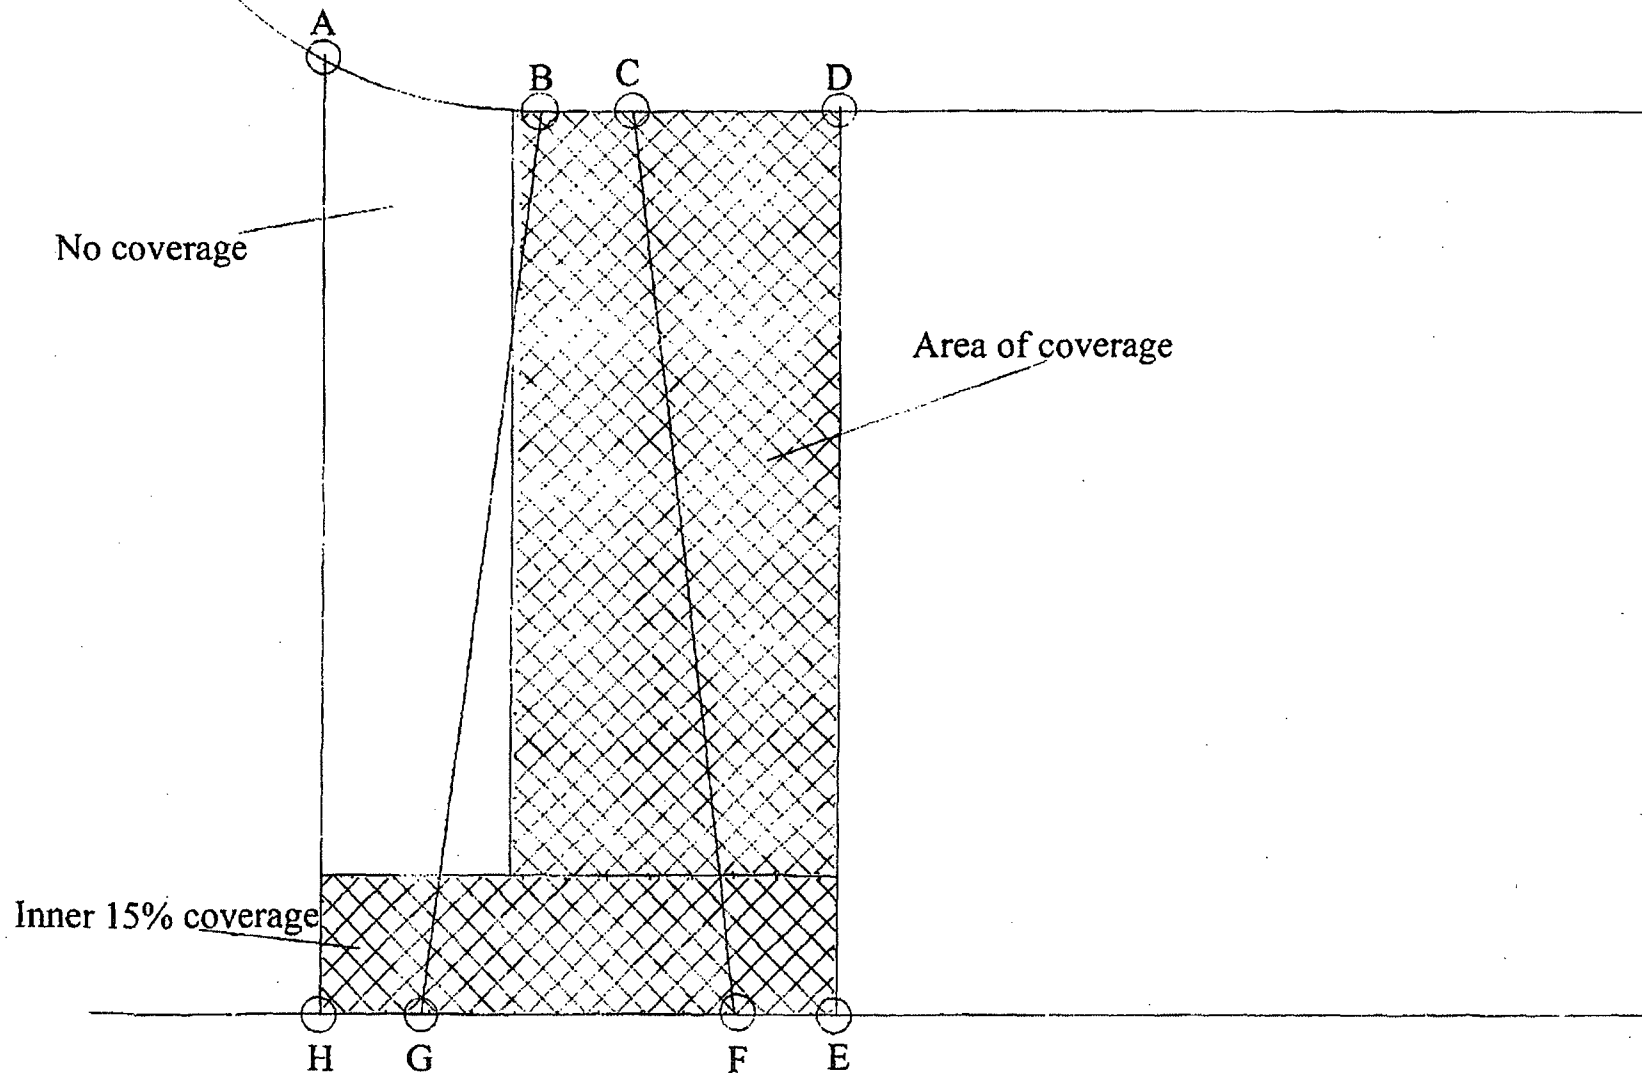 A
B C D
No coverage
Area of coverage
Inner 15% coverage
H G F E